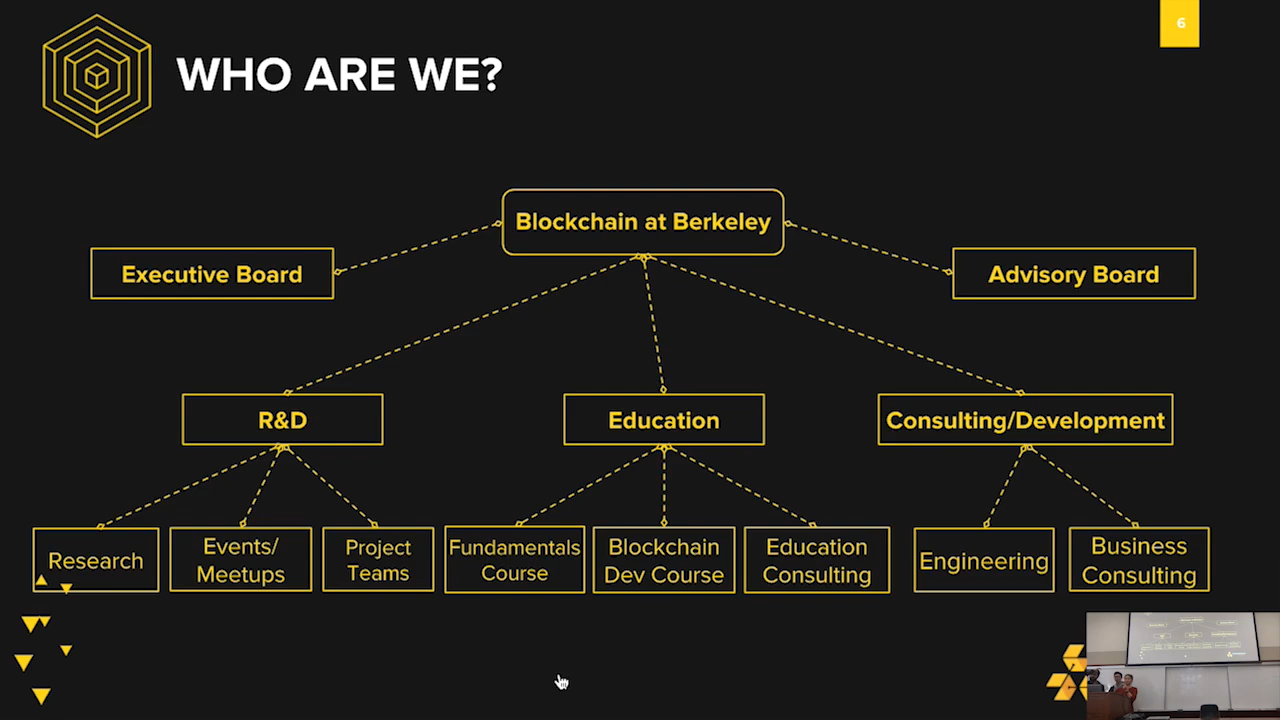 6
WHO ARE WE?
Blockchain at Berkeley
Executive Board
Advisory Board
R&D
Education
Consulting/Development
Research
Events/
Meetups
Project
Teams
Fundamentals
Course
Blockchain
Dev Course
Education
Consulting
Engineering
Business
Consulting